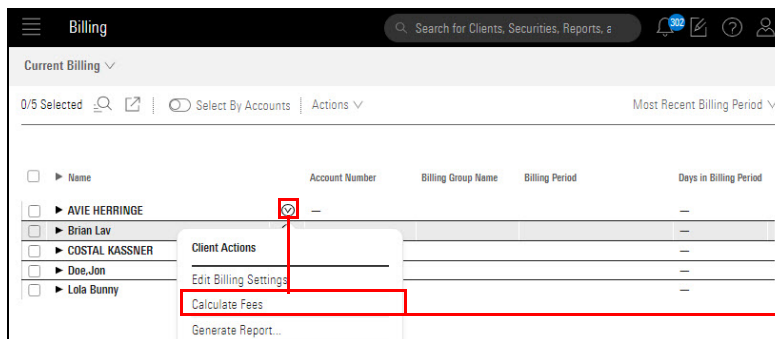 Billing
Search for Clients, Securities, Reports, a
302
Current Billing
0/5 Selected Select By Accounts Actions Most Recent Billing Period
Name Account Number Billing Group Name Billing Period Days in Billing Period
AVIE HERRINGE — —
Brian Lav —
COSTAL KASSNER —
Doe,Jon —
Lola Bunny —
Client Actions
Edit Billing Settings
Calculate Fees
Generate Report...